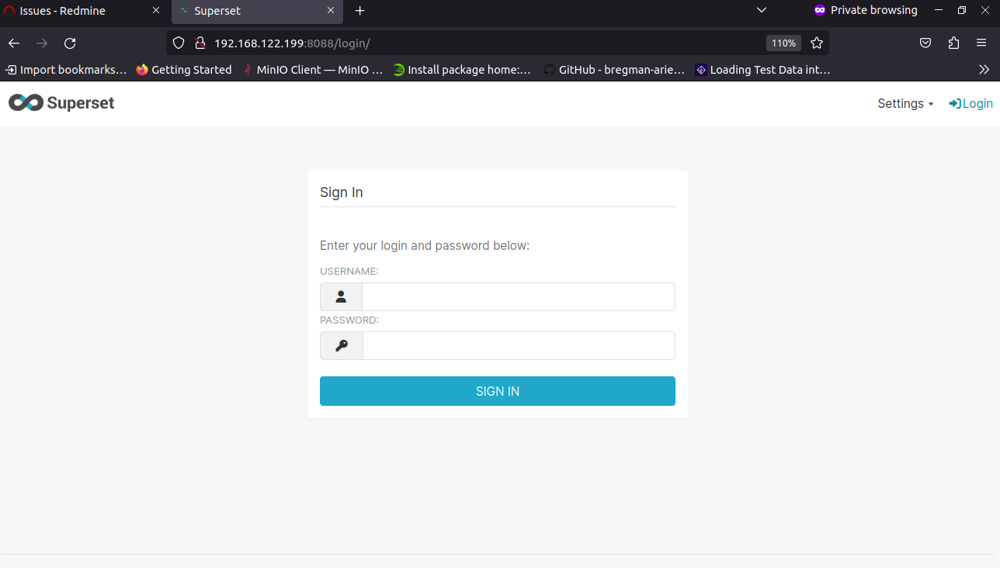 Issues - Redmine
Superset
Private browsing
192.168.122.199:8088/login/
110%
Import bookmarks...
Getting Started
MinIO Client — MinIO ...
Install package home:...
GitHub - bregman-arie...
Loading Test Data int...
Superset
Settings
Login
Sign In
Enter your login and password below:
USERNAME:
PASSWORD:
SIGN IN